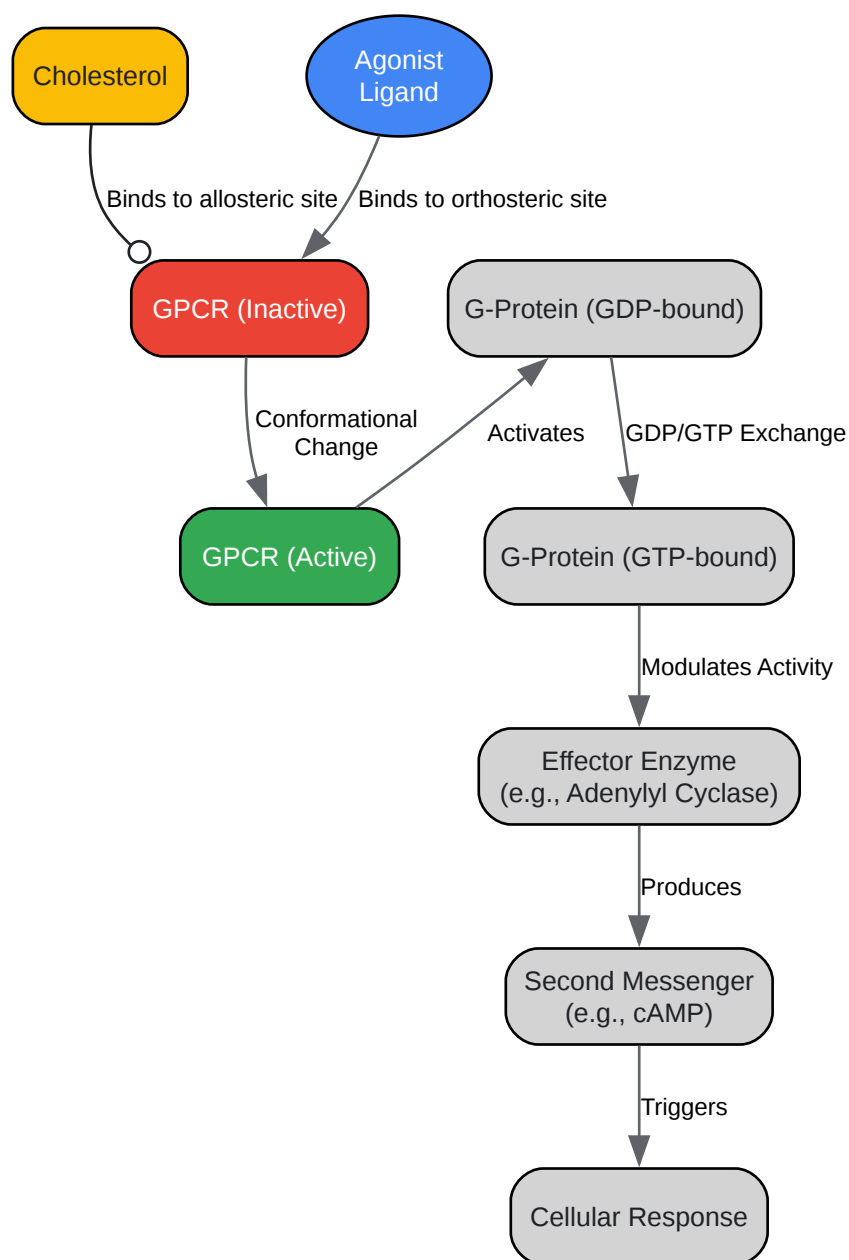 Cholesterol
Agonist
Ligand
Binds to allosteric site
Binds to orthosteric site
GPCR (Inactive)
G-Protein (GDP-bound)
Conformational
Change
Activates
GDP/GTP Exchange
GPCR (Active)
G-Protein (GTP-bound)
Modulates Activity
Effector Enzyme
(e.g., Adenylyl Cyclase)
Produces
Second Messenger
(e.g., cAMP)
Triggers
Cellular Response